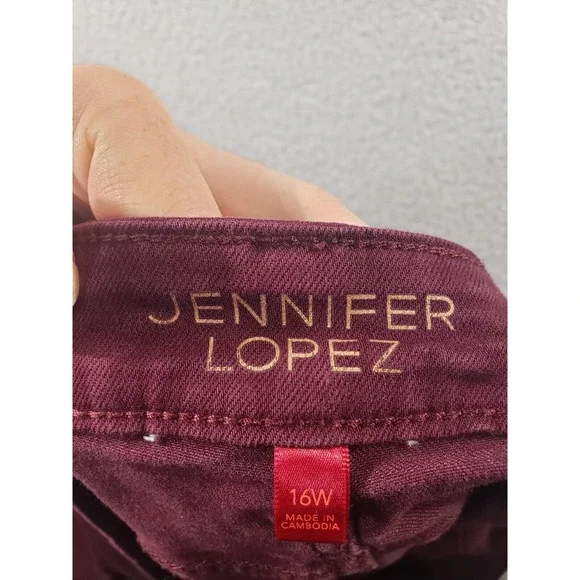 JENNIFER
LOPEZ
16W
MADE IN
CAMBODIA